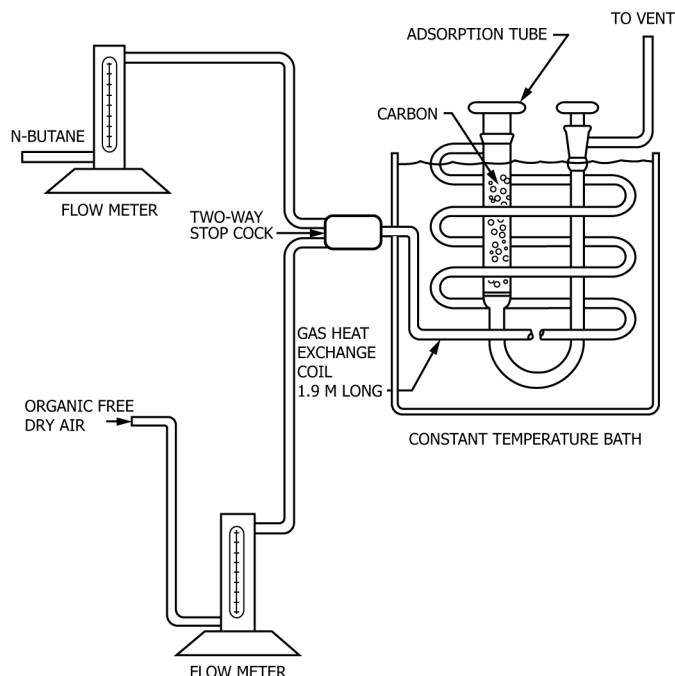 TO VENT
ADSORPTION TUBE
CARBON
N-BUTANE
FLOW METER
TWO-WAY
STOP COCK
GAS HEAT
EXCHANGE
COIL
1.9 M LONG
ORGANIC FREE
DRY AIR
CONSTANT TEMPERATURE BATH
FLOW METER